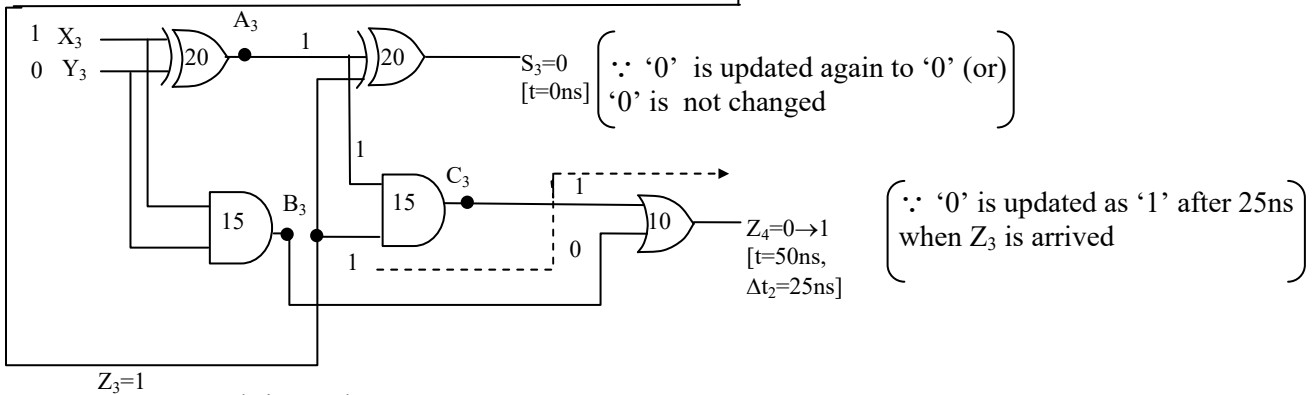 A₃
1 X₃
0 Y₃
20
1
20
S₃=0
[t=0ns]
∵ ‘0’ is updated again to ‘0’ (or)
‘0’ is not changed
1
15
B₃
15
C₃
1
1
0
10
Z₄=0→1
[t=50ns,
Δt₂=25ns]
∵ ‘0’ is updated as ‘1’ after 25ns
when Z₃ is arrived
Z₃=1